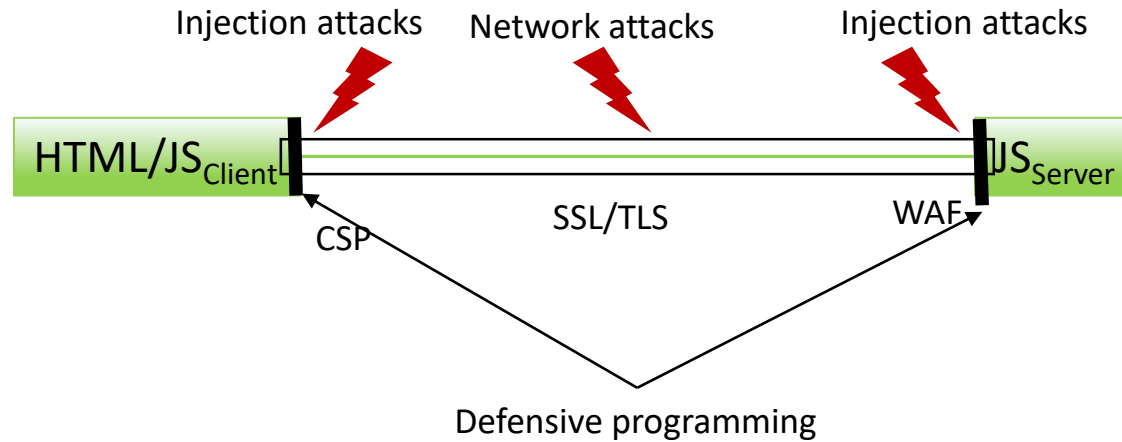 Injection attacks
Network attacks
Injection attacks
HTML/JSClient
JSServer
CSP
SSL/TLS
WAF
Defensive programming